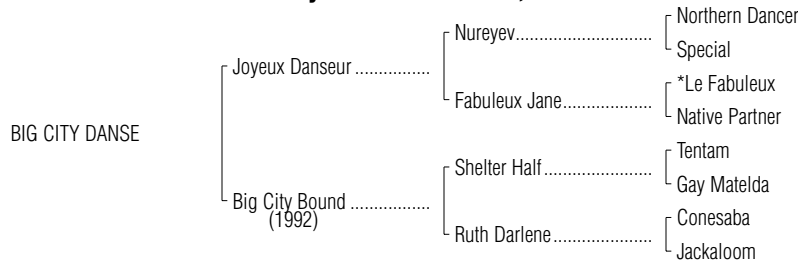 Northern Dancer
Nureyev
Special
Joyeux Danseur
*Le Fabuleux
Fabuleux Jane
Native Partner
BIG CITY DANSE
Tentam
Shelter Half
Gay Matelda
Big City Bound
(1992)
Conesaba
Ruth Darlene
Jackaloom